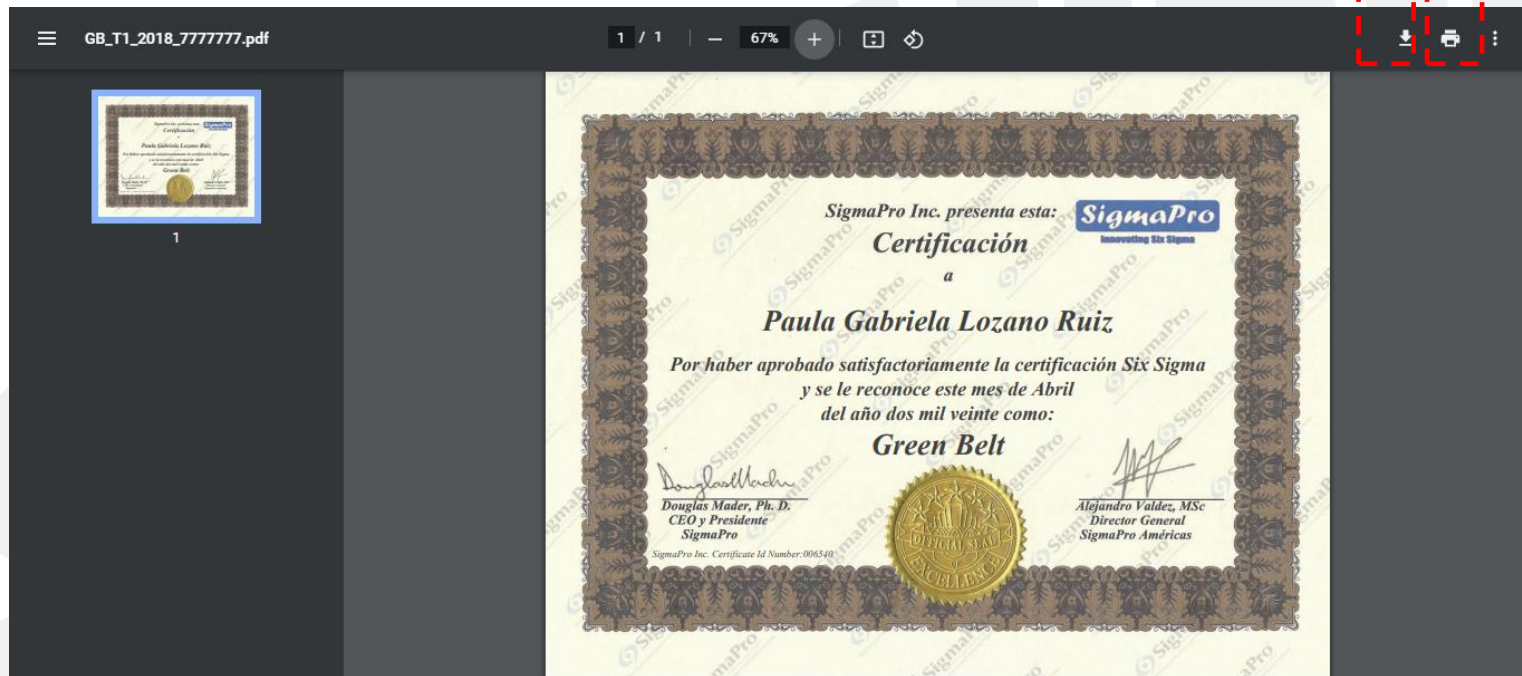 GB_T1_2018_7777777.pdf
1 / 1
67%
1
SigmaPro Inc. presenta esta:
SigmaPro
Innovating Six Sigma
Certificación
a
Paula Gabriela Lozano Ruiz
Por haber aprobado satisfactoriamente la certificación Six Sigma
y se le reconoce este mes de Abril
del año dos mil veinte como:
Green Belt
Douglas Mader, Ph. D.
CEO y Presidente
SigmaPro
Alejandro Valdez, MSc
Director General
SigmaPro Américas
SigmaPro Inc. Certificate Id Number:006540
OFFICIAL SEAL
OF
EXCELLENCE